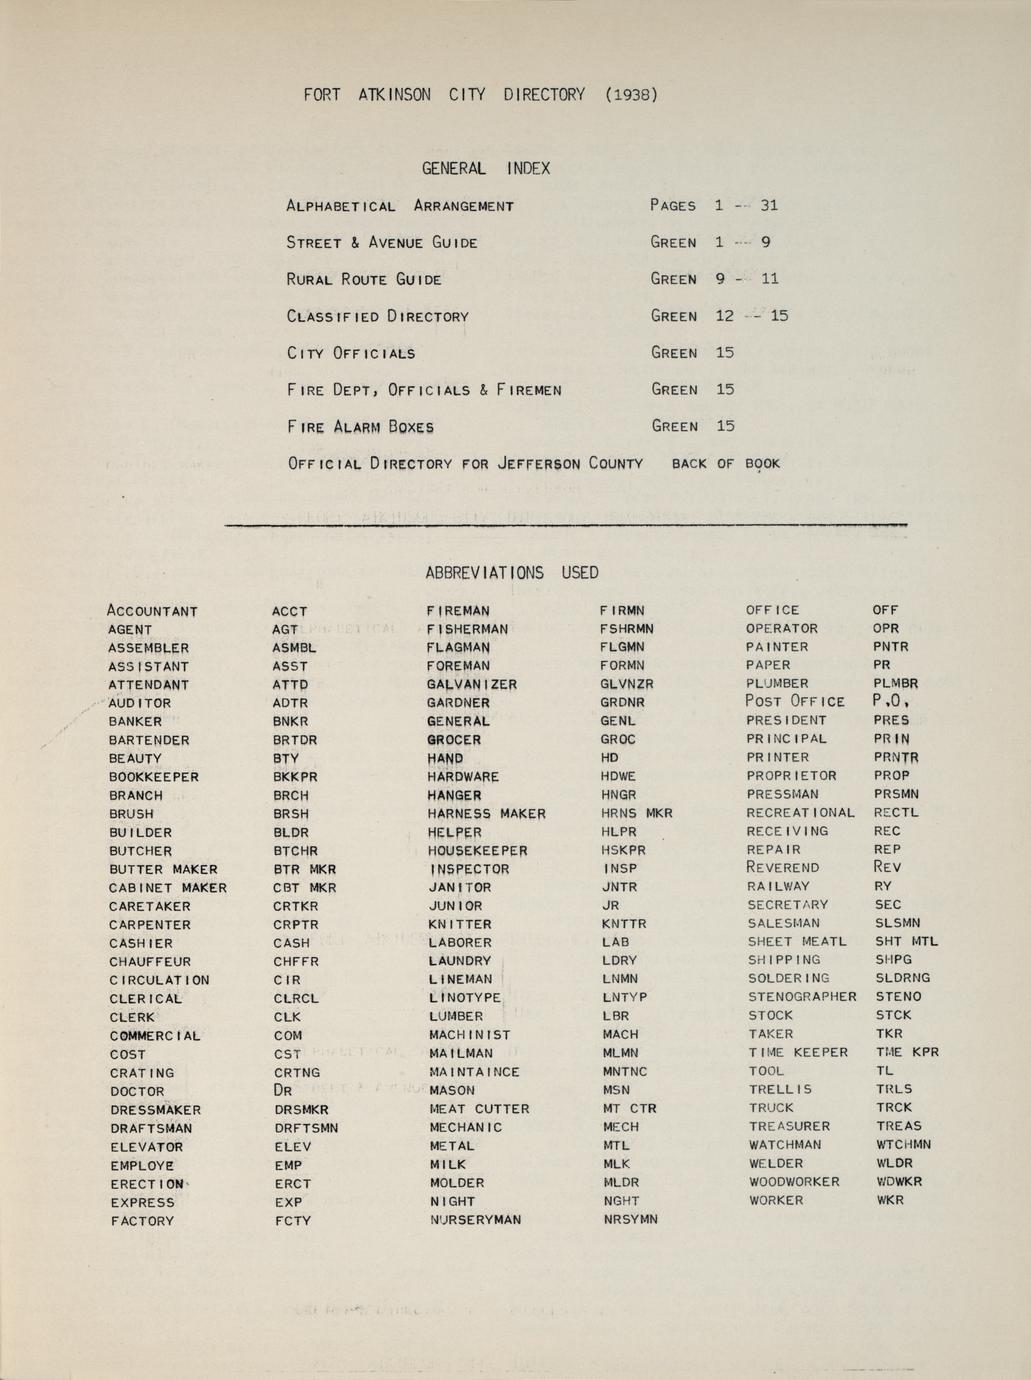 FORT ATKINSON CITY DIRECTORY (1938)
GENERAL INDEX
ALPHABETICAL ARRANGEMENT PAGES 1 -- 31
STREET & AVENUE GUIDE GREEN 1 -- 9
RURAL ROUTE GUIDE GREEN 9 -- 11
CLASSIFIED DIRECTORY GREEN 12 -- 15
CITY OFFICIALS GREEN 15
FIRE DEPT, OFFICIALS & FIREMEN GREEN 15
FIRE ALARM BOXES GREEN 15
OFFICIAL DIRECTORY FOR JEFFERSON COUNTY BACK OF BOOK
ABBREVIATIONS USED
ACCOUNTANT ACCT FIREMAN FIRMN OFFICE OFF
AGENT AGT FISHERMAN FSHRMN OPERATOR OPR
ASSEMBLER ASMBL FLAGMAN FLGMN PAINTER PNTR
ASSISTANT ASST FOREMAN FORMN PAPER PR
ATTENDANT ATTD GALVANIZER GLVNZR PLUMBER PLMBR
AUDITOR ADTR GARDNER GRDNR POST OFFICE P.O.
BANKER BNKR GENERAL GENL PRESIDENT PRES
BARTENDER BRTDR GROCER GROC PRINCIPAL PRIN
BEAUTY BTY HAND HD PRINTER PRNTR
BOOKKEEPER BKKPR HARDWARE HDWE PROPRIETOR PROP
BRANCH BRCH HANGER HNGR PRESSMAN PRSMN
BRUSH BRSH HARNESS MAKER HRNS MKR RECREATIONAL RECTL
BUILDER BLDR HELPER HLPR RECEIVING REC
BUTCHER BTCHR HOUSEKEEPER HSKPR REPAIR REP
BUTTER MAKER BTR MKR INSPECTOR INSP REVEREND REV
CABINET MAKER CBT MKR JANITOR JNTR RAILWAY RY
CARETAKER CRTKR JUNIOR JR SECRETARY SEC
CARPENTER CRPTR KNITTER KNTTR SALESMAN SLSMN
CASHIER CASH LABORER LAB SHEET MEATL SHT MTL
CHAUFFEUR CHFFR LAUNDRY LDRY SHIPPING SHPG
CIRCULATION CIR LINEMAN LNMN SOLDERING SLDRNG
CLERICAL CLRCL LINOTYPE LNTYP STENOGRAPHER STENO
CLERK CLK LUMBER LBR STOCK STCK
COMMERCIAL COM MACHINIST MACH TAKER TKR
COST CST MAILMAN MLMN TIME KEEPER TME KPR
CRATING CRTNG MAINTAINCE MNTNC TOOL TL
DOCTOR DR MASON MSN TRELLIS TRLS
DRESSMAKER DRSMKR MEAT CUTTER MT CTR TRUCK TRCK
DRAFTSMAN DRFTSMN MECHANIC MECH TREASURER TREAS
ELEVATOR ELEV METAL MTL WATCHMAN WTCHMN
EMPLOYE EMP MILK MLK WELDER WLDR
ERECTION ERCT MOLDER MLDR WOODWORKER WDWKR
EXPRESS EXP NIGHT NGHT WORKER WKR
FACTORY FCTY NURSERYMAN NRSYMN